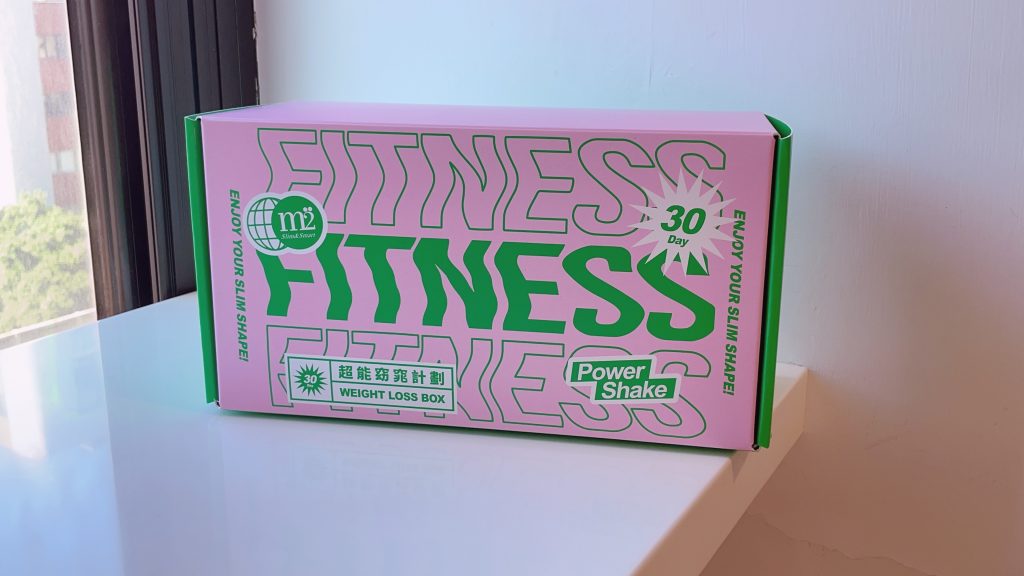 FITNESS
m2
Slim&Smart
30
Day
ENJOY YOUR SLIM SHAPE!
FITNESS
ENJOY YOUR SLIM SHAPE!
FITNESS
30
超能窈窕計劃
WEIGHT LOSS BOX
Power
Shake